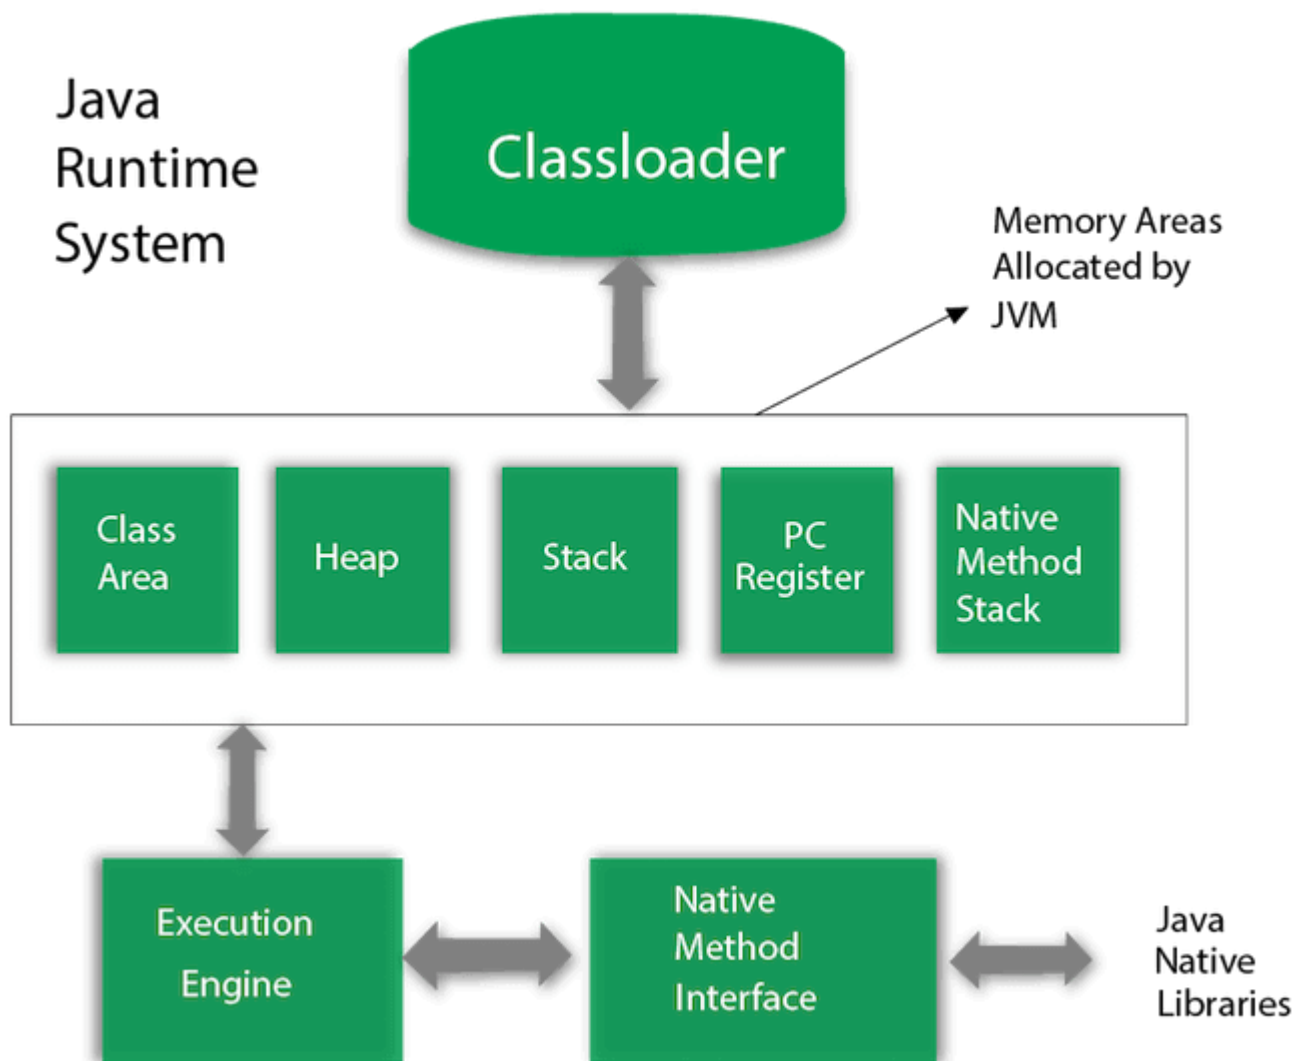 Java
Runtime
System
Classloader
Memory Areas
Allocated by
JVM
Class
Area
Heap
Stack
PC
Register
Native
Method
Stack
Execution
Engine
Native
Method
Interface
Java
Native
Libraries